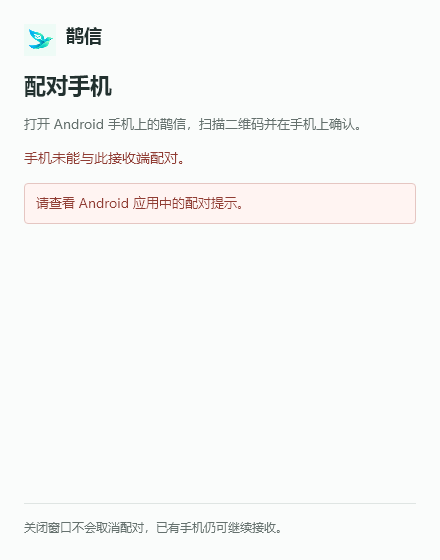 鹊信
配对手机
打开 Android 手机上的鹊信，扫描二维码并在手机上确认。
手机未能与此接收端配对。
请查看 Android 应用中的配对提示。
关闭窗口不会取消配对，已有手机仍可继续接收。